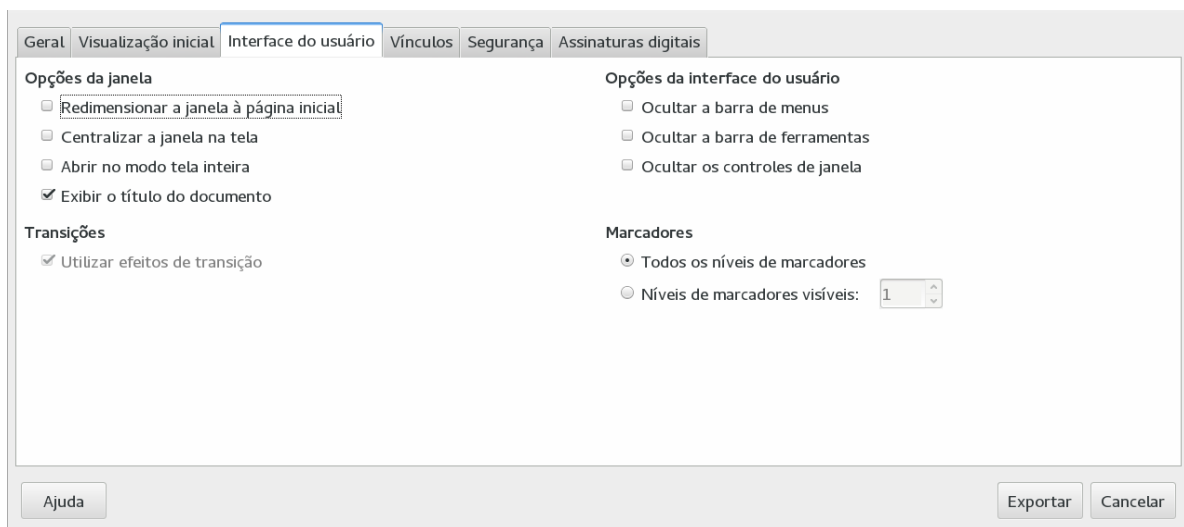 Geral Visualização inicial Interface do usuário Vínculos Segurança Assinaturas digitais
Opções da janela
Redimensionar a janela à página inicial
Centralizar a janela na tela
Abrir no modo tela inteira
Exibir o título do documento
Transições
Utilizar efeitos de transição
Opções da interface do usuário
Ocultar a barra de menus
Ocultar a barra de ferramentas
Ocultar os controles de janela
Marcadores
Todos os níveis de marcadores
Níveis de marcadores visíveis: 1
Ajuda Exportar Cancelar